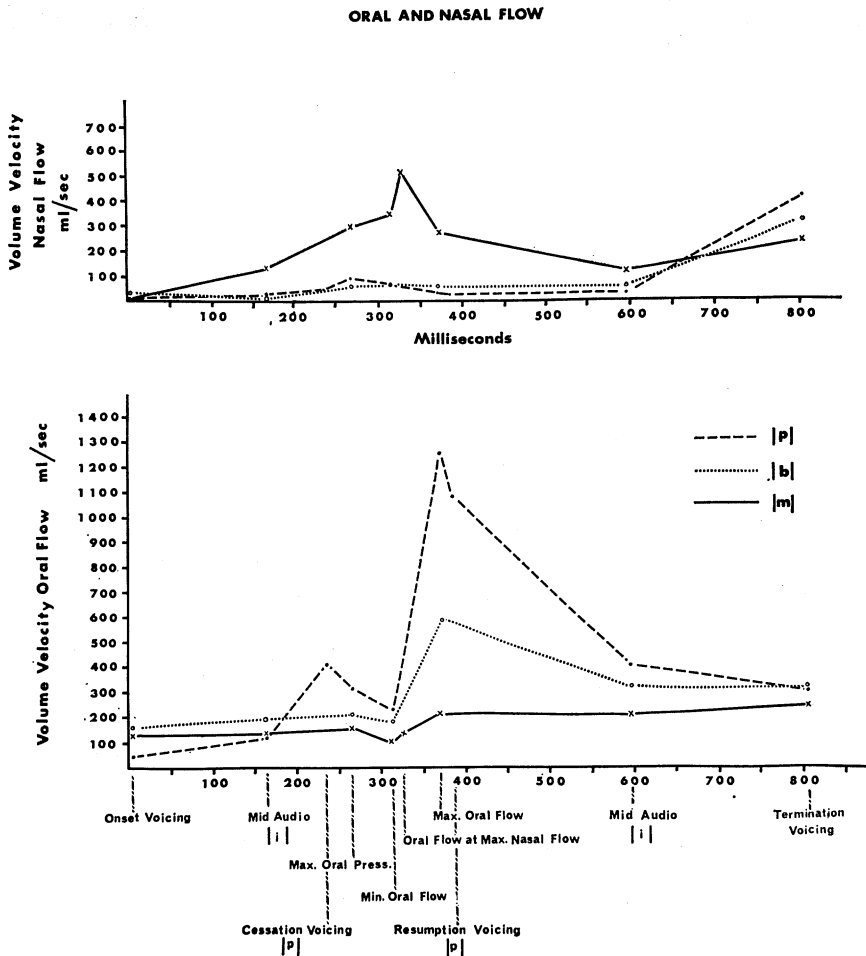 ORAL AND NASAL FLOW
Volume Velocity
Nasal Flow
ml/sec
700
600
500
400
300
200
100
100 200 300 400 500 600 700 800
Milliseconds
Volume Velocity Oral Flow ml/sec
1400
1300
1200
1100
1000
900
800
700
600
500
400
300
200
100
|p|
|b|
|m|
100 200 300 400 500 600 700 800
Onset Voicing
Mid Audio
|i|
Max. Oral Flow
Mid Audio
|i|
Termination
Voicing
Oral Flow at Max. Nasal Flow
Max. Oral Press.
Min. Oral Flow
Cessation Voicing
|p|
Resumption Voicing
|p|